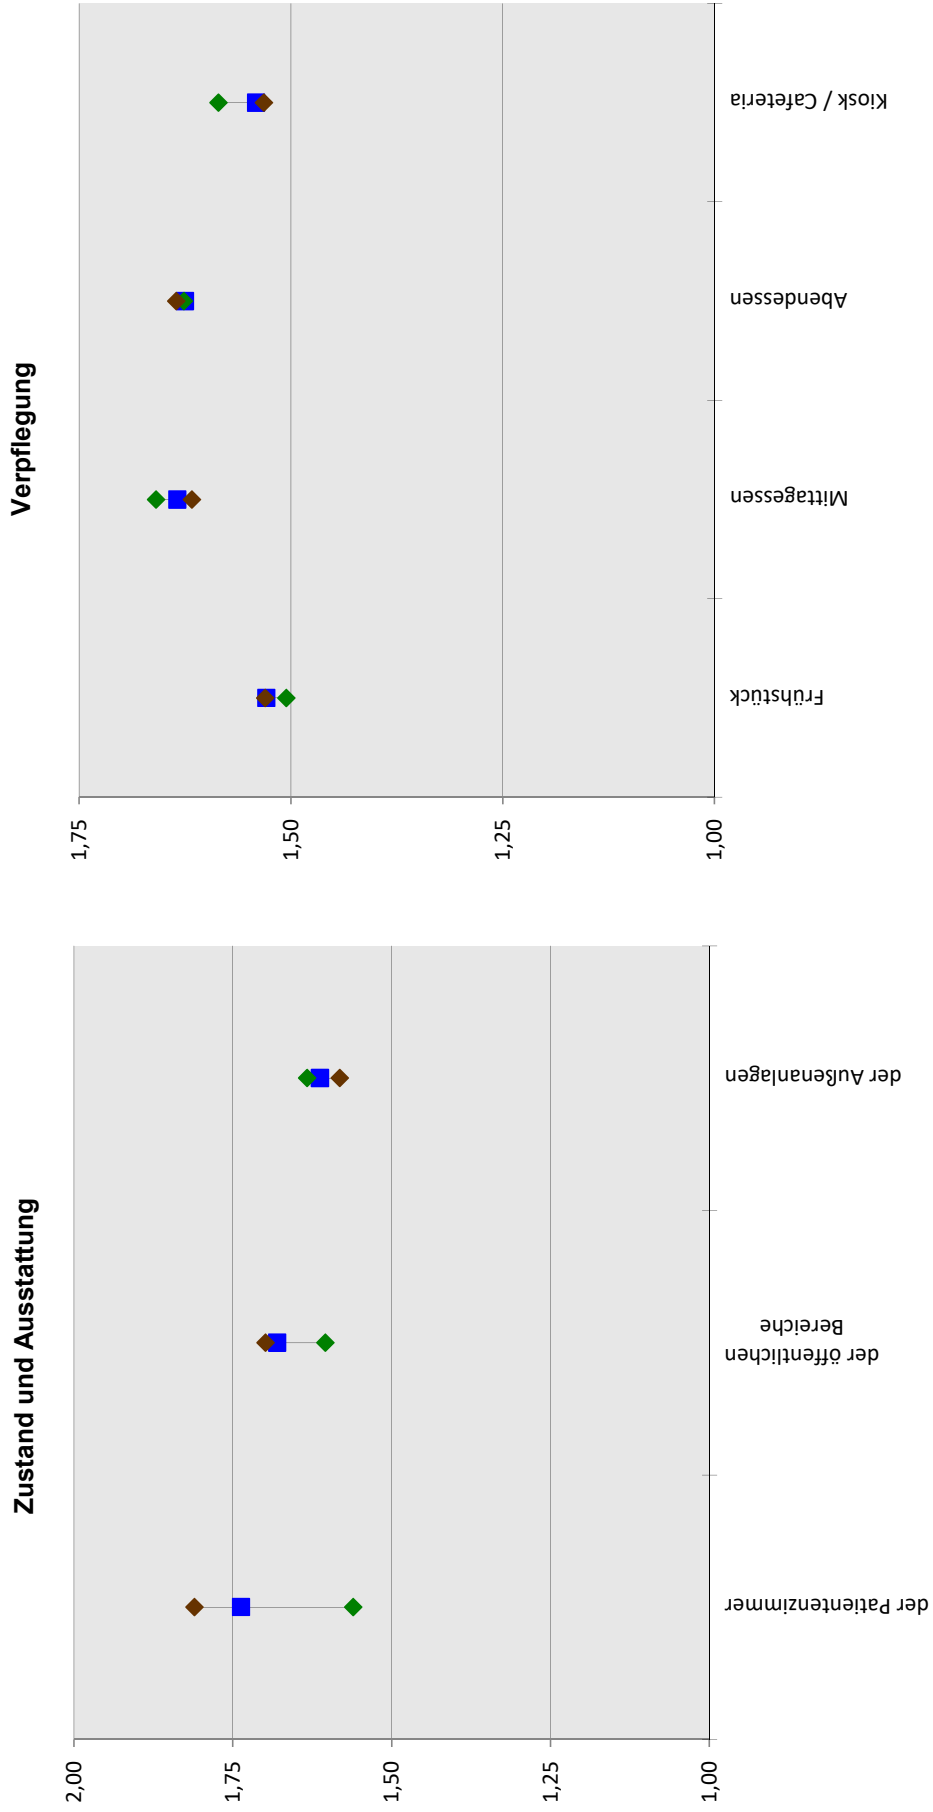 Verpflegung
1,75
1,50
1,25
1,00
Frühstück
Mittagessen
Abendessen
Kiosk / Cafeteria
Zustand und Ausstattung
2,00
1,75
1,50
1,25
1,00
der Patientenzimmer
der öffentlichen
Bereiche
der Außenanlagen